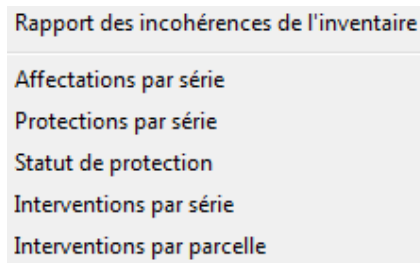 Rapport des incohérences de l'inventaire
Affectations par série
Protections par série
Statut de protection
Interventions par série
Interventions par parcelle